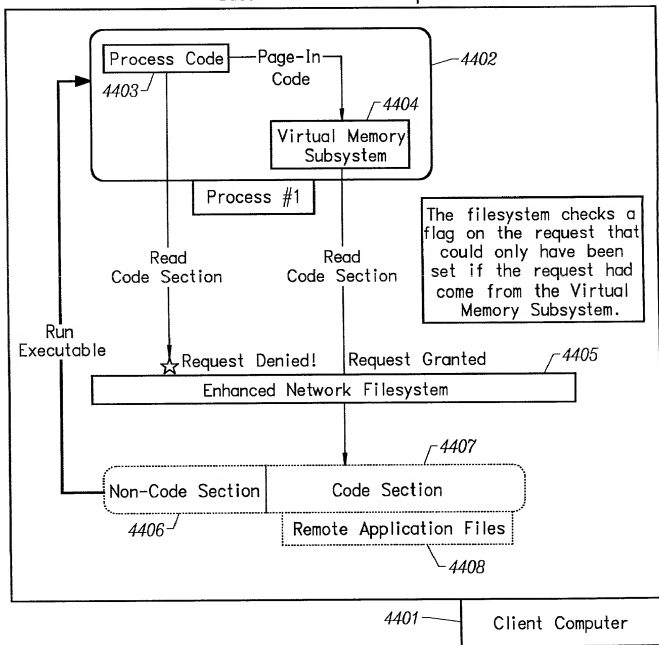 Process Code
Page-In
Code
4402
4403
4404
Virtual Memory
Subsystem
Process #1
The filesystem checks a
flag on the request that
could only have been
set if the request had
come from the Virtual
Memory Subsystem.
Read
Code Section
Read
Code Section
Run
Executable
Request Denied!
Request Granted
4405
Enhanced Network Filesystem
4407
Non-Code Section
Code Section
4406
Remote Application Files
4408
4401
Client Computer